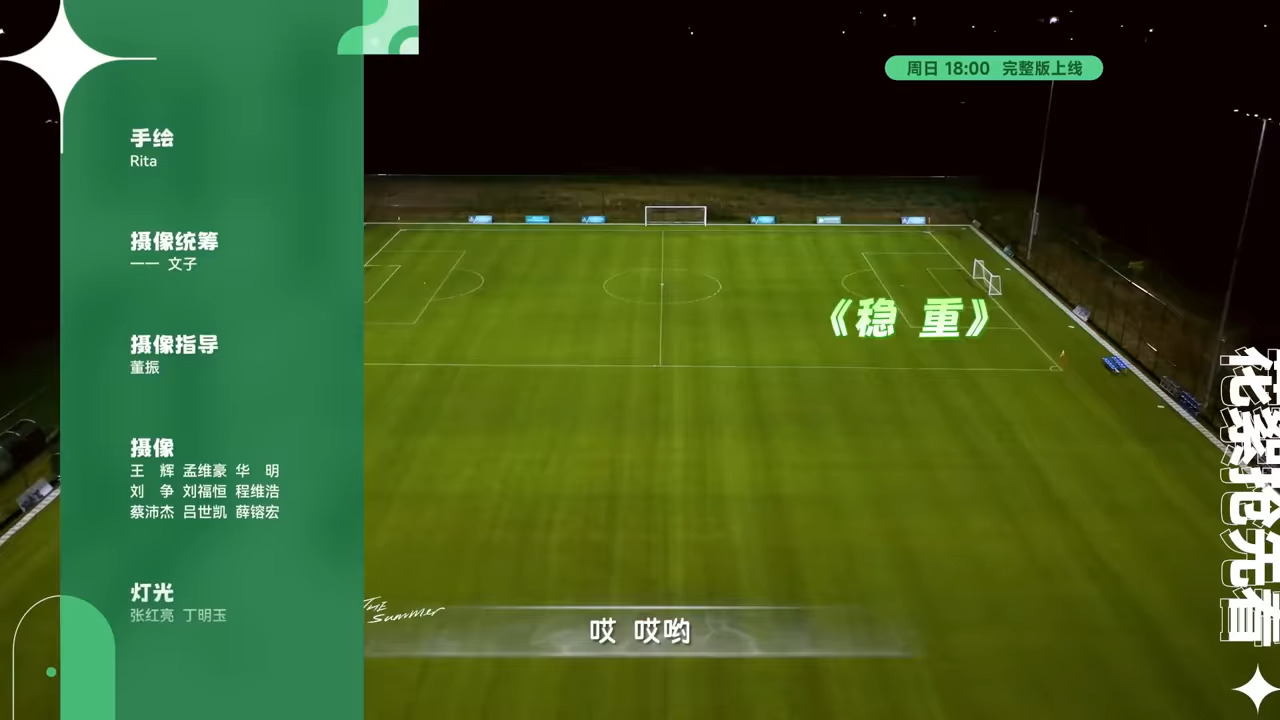 手绘
Rita
摄像统筹
一一 文子
摄像指导
董振
摄像
王 辉 孟维豪 华 明
刘 争 刘福恒 程维浩
蔡沛杰 吕世凯 薛镕宏
灯光
张红亮 丁明玉
周日 18:00 完整版上线
《稳 重》
花絮抢先看
THE
Summer
哎 哎哟